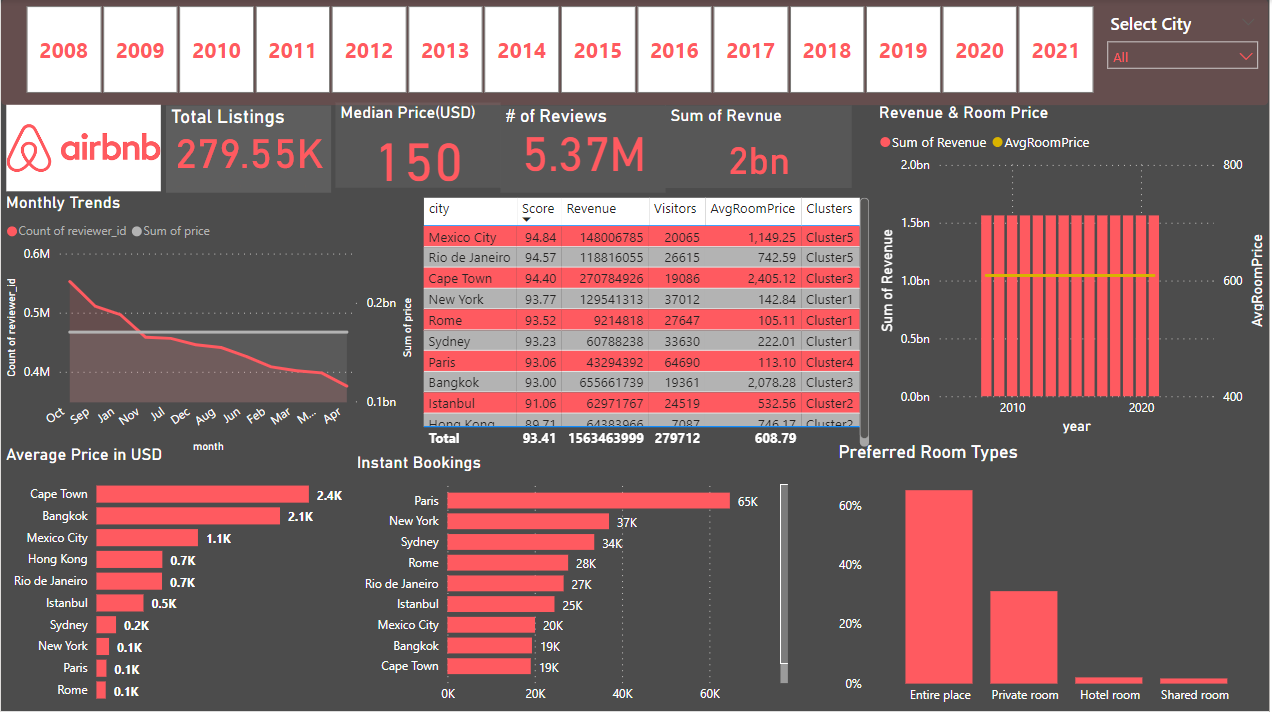 2008 2009 2010 2011 2012 2013 2014 2015 2016 2017 2018 2019 2020 2021
Select City
All
airbnb
Total Listings
279.55K
Median Price(USD)
150
# of Reviews
5.37M
Sum of Revnue
2bn
Revenue & Room Price
Sum of Revenue AvgRoomPrice
2.0bn
1.5bn
1.0bn
0.5bn
0.0bn
Sum of Revenue
800
600
400
AvgRoomPrice
2010 2020
year
Monthly Trends
Count of reviewer_id Sum of price
0.6M
0.5M
0.4M
Count of reviewer_id
0.2bn
0.1bn
Sum of price
Oct Sep Jan Nov Jul Dec Aug Jun Feb Mar M... Apr
month
city Score Revenue Visitors AvgRoomPrice Clusters
Mexico City 94.84 148006785 20065 1,149.25 Cluster5
Rio de Janeiro 94.57 118816055 26615 742.59 Cluster5
Cape Town 94.40 270784926 19086 2,405.12 Cluster3
New York 93.77 129541313 37012 142.84 Cluster1
Rome 93.52 9214818 27647 105.11 Cluster1
Sydney 93.23 60788238 33630 222.01 Cluster1
Paris 93.06 43294392 64690 113.10 Cluster4
Bangkok 93.00 655661739 19361 2,078.28 Cluster3
Istanbul 91.06 62971767 24519 532.56 Cluster2
Hong Kong 89.71 64383966 7087 746.17 Cluster2
Total 93.41 1563463999 279712 608.79
Average Price in USD
Cape Town 2.4K
Bangkok 2.1K
Mexico City 1.1K
Hong Kong 0.7K
Rio de Janeiro 0.7K
Istanbul 0.5K
Sydney 0.2K
New York 0.1K
Paris 0.1K
Rome 0.1K
Instant Bookings
Paris 65K
New York 37K
Sydney 34K
Rome 28K
Rio de Janeiro 27K
Istanbul 25K
Mexico City 20K
Bangkok 19K
Cape Town 19K
0K 20K 40K 60K
Preferred Room Types
60%
40%
20%
0%
Entire place Private room Hotel room Shared room